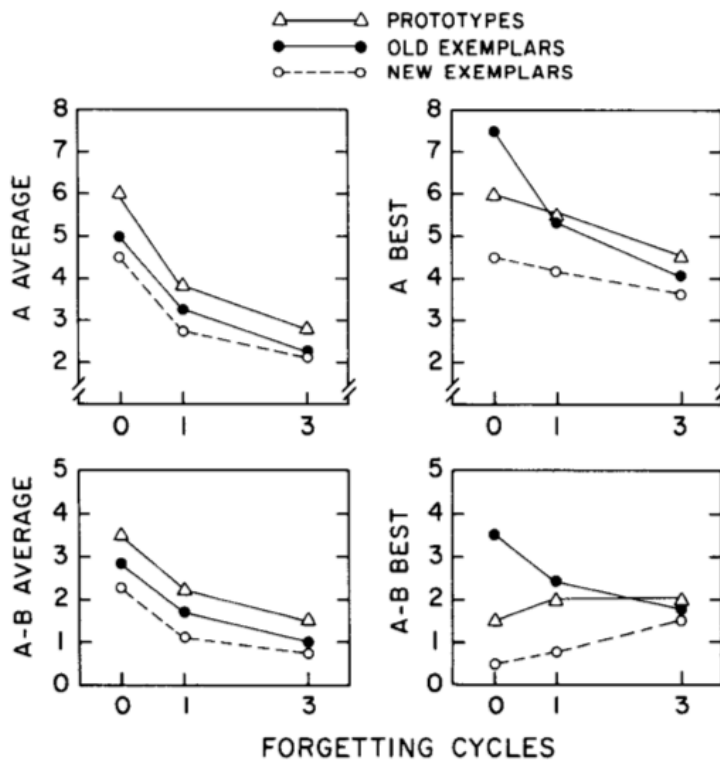 PROTOTYPES
OLD EXEMPLARS
NEW EXEMPLARS
A AVERAGE
8
7
6
5
4
3
2
0 1 3
A BEST
8
7
6
5
4
3
2
0 1 3
A-B AVERAGE
5
4
3
2
1
0
0 1 3
A-B BEST
5
4
3
2
1
0
0 1 3
FORGETTING CYCLES